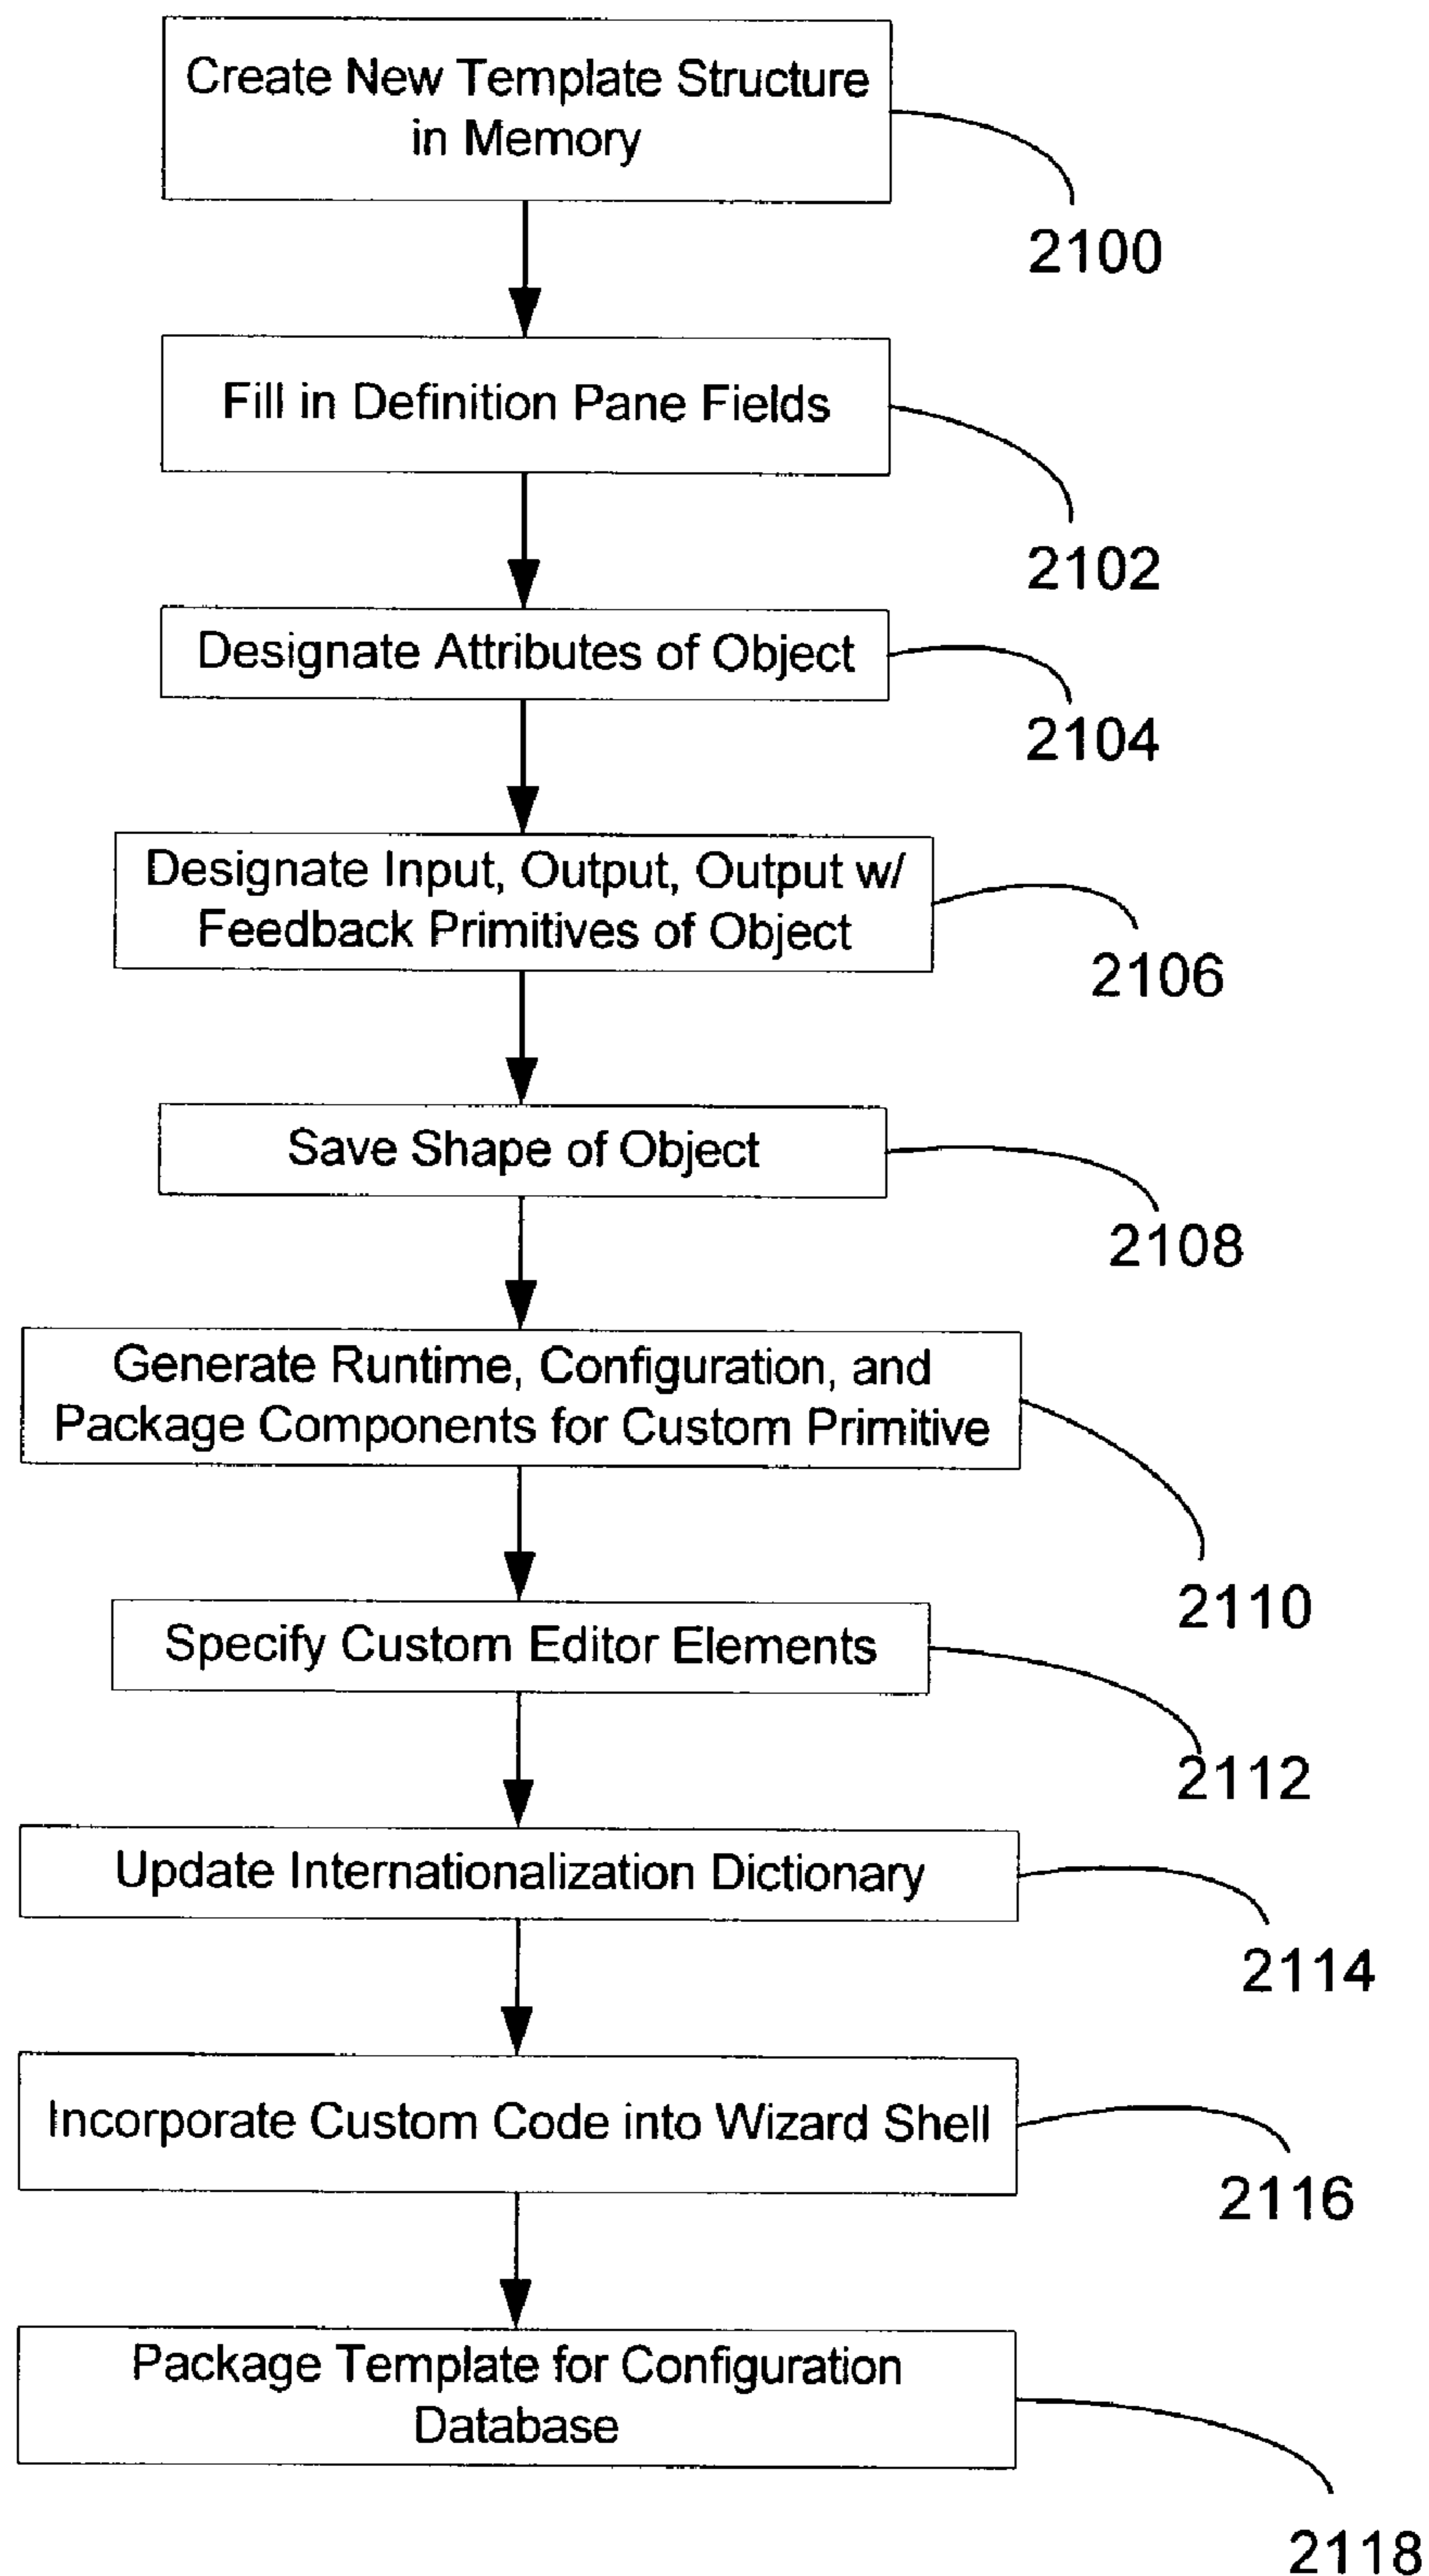 Create New Template Structure
in Memory
2100
Fill in Definition Pane Fields
2102
Designate Attributes of Object
2104
Designate Input, Output, Output w/
Feedback Primitives of Object
2106
Save Shape of Object
2108
Generate Runtime, Configuration, and
Package Components for Custom Primitive
2110
Specify Custom Editor Elements
2112
Update Internationalization Dictionary
2114
Incorporate Custom Code into Wizard Shell
2116
Package Template for Configuration
Database
2118